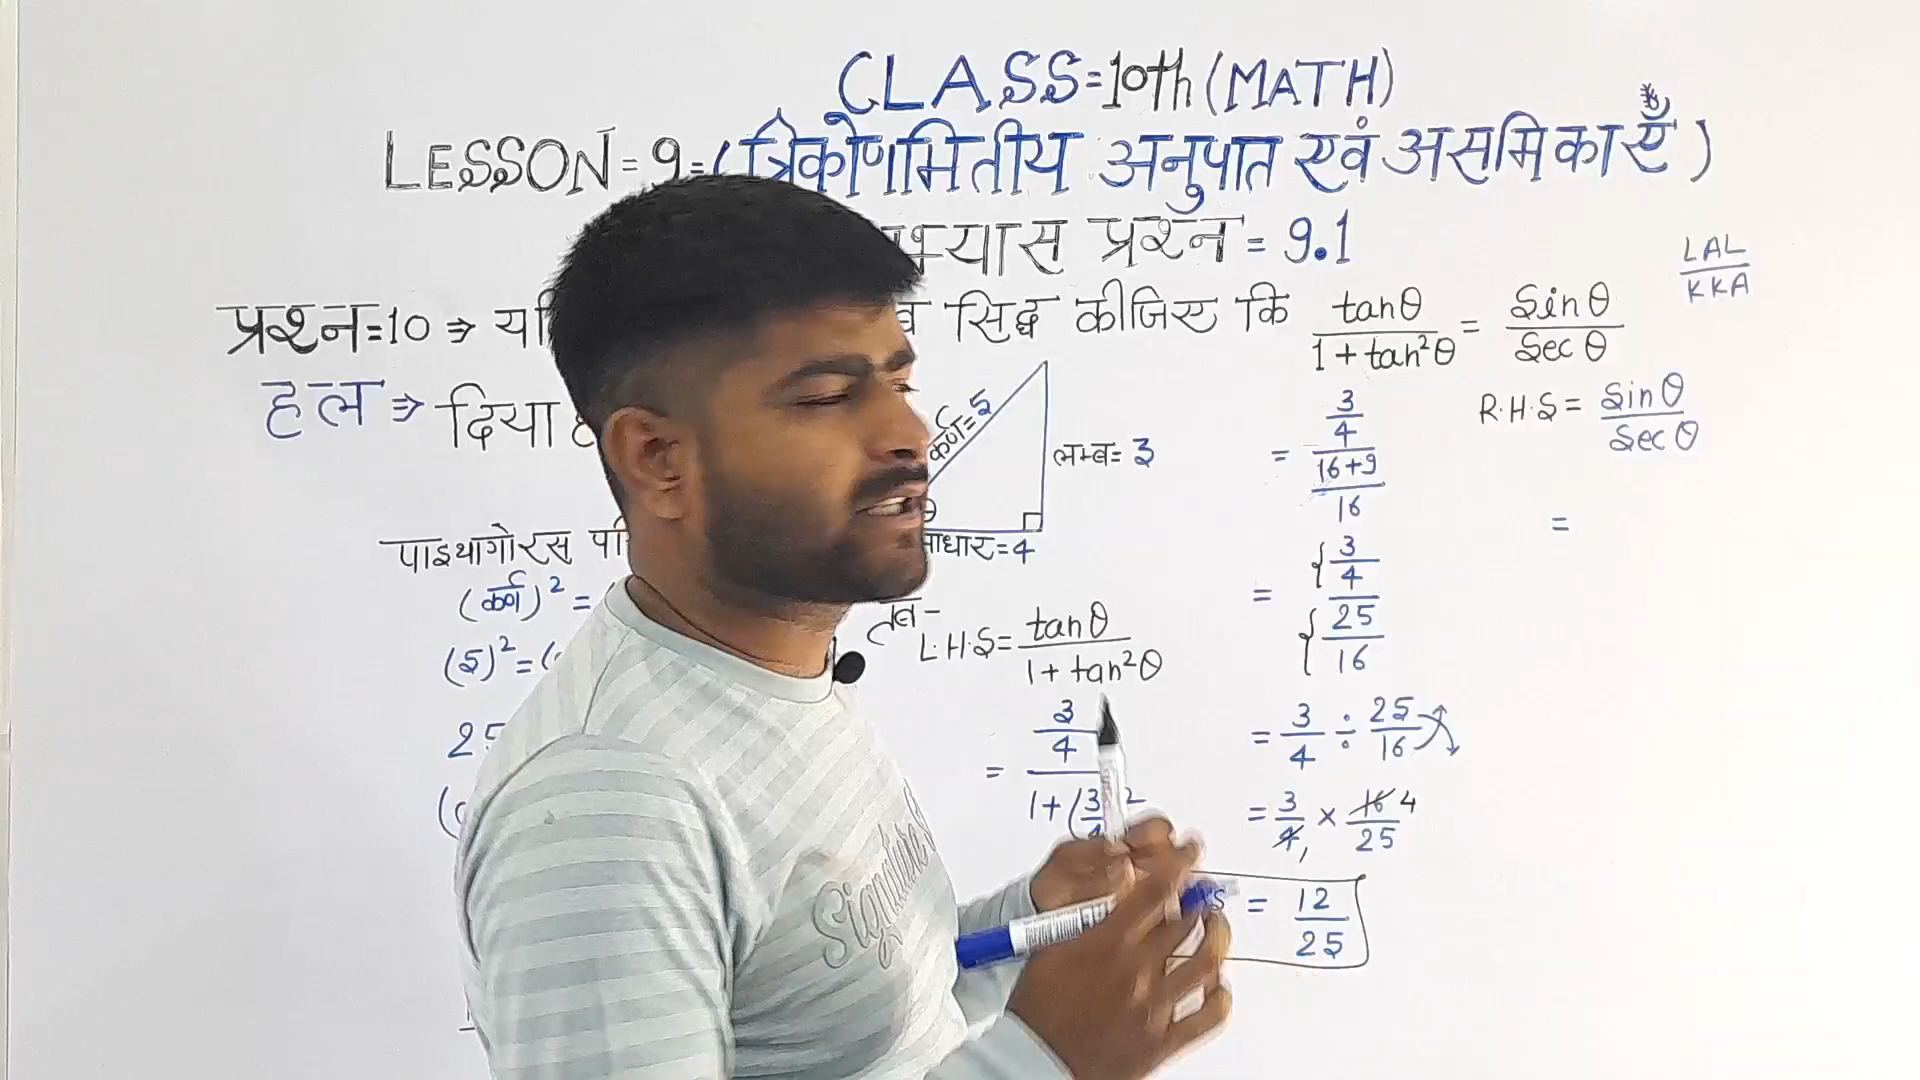 CLASS=10th (MATH)
LESSON = 9 = (त्रिकोणमितीय अनुपात एवं असमिकाएँ)
प्रश्न = 9.1
LAL
KKA
प्रश्न=10 ⇒ सिद्ध कीजिए कि tanθ/1+tan²θ = Sinθ/Secθ
हल ⇒ दिया
कर्ण=5
लम्ब=3
θ
=4
पाइथागोरस
(कर्ण)² =
(5)² = (
25
तब-
L.H.S = tanθ/1+tan²θ
= 3/4 / 1+(3/4)²
= 3/4 / 16+9/16
= {3/4 / {25/16
= 3/4 ÷ 25/16
= 3/4, × 16 4/25
= 12/25
R.H.S = Sinθ/Secθ
=
Signature